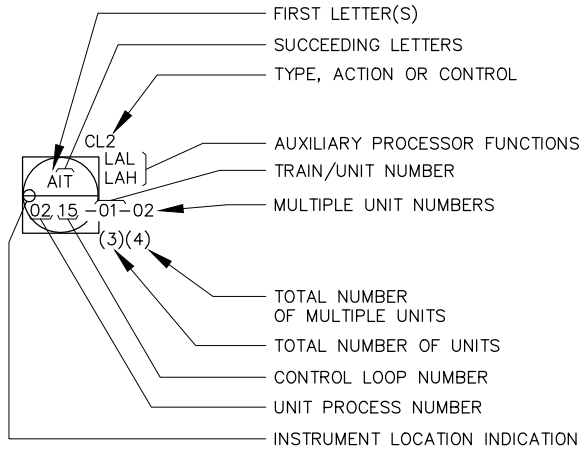 FIRST LETTER(S)
SUCCEEDING LETTERS
TYPE, ACTION OR CONTROL
CL2
LAL
LAH
AUXILIARY PROCESSOR FUNCTIONS
AIT
TRAIN/UNIT NUMBER
02 15 -01-02
MULTIPLE UNIT NUMBERS
(3)(4)
TOTAL NUMBER
OF MULTIPLE UNITS
TOTAL NUMBER OF UNITS
CONTROL LOOP NUMBER
UNIT PROCESS NUMBER
INSTRUMENT LOCATION INDICATION